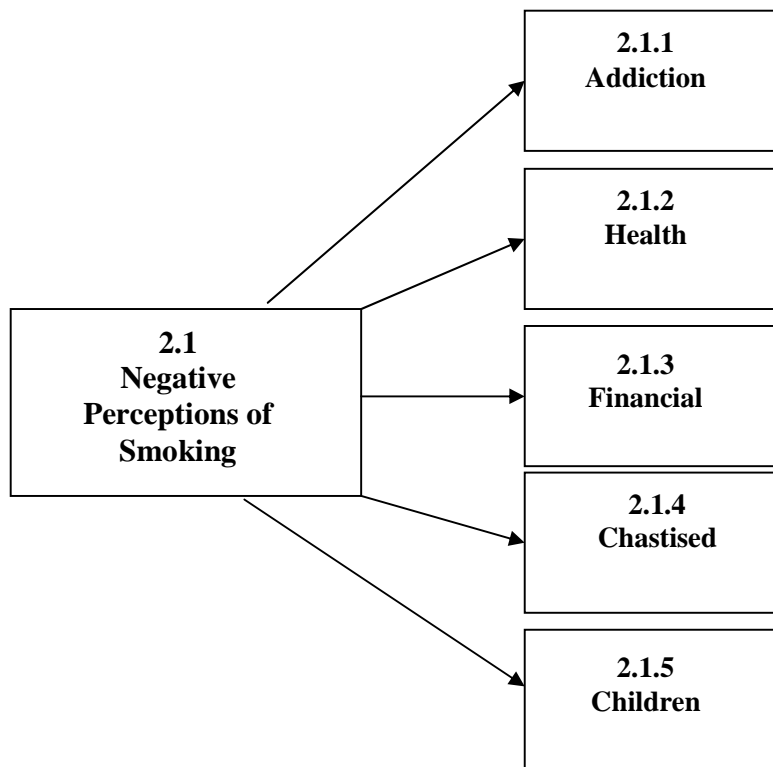 2.1.1
Addiction
2.1.2
Health
2.1
Negative
Perceptions of
Smoking
2.1.3
Financial
2.1.4
Chastised
2.1.5
Children